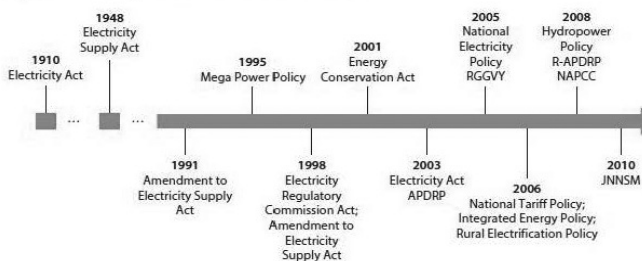 1910
Electricity Act
1948
Electricity
Supply Act
1995
Mega Power Policy
2001
Energy
Conservation Act
2005
National
Electricity
Policy
RGGVY
2008
Hydropower
Policy
R-APDRP
NAPCC
... ...
1991
Amendment to
Electricity Supply
Act
1998
Electricity
Regulatory
Commission Act;
Amendment to
Electricity
Supply Act
2003
Electricity Act
APDRP
2006
National Tariff Policy;
Integrated Energy Policy;
Rural Electrification Policy
2010
JNNSM